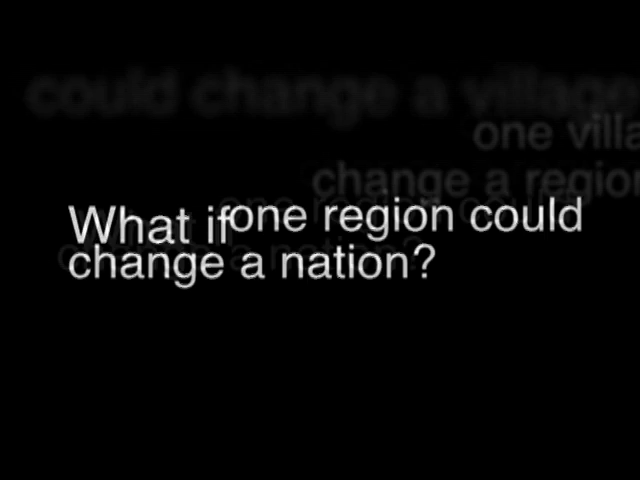 could change a village
one villa
change a region
What if one region could
change a nation?